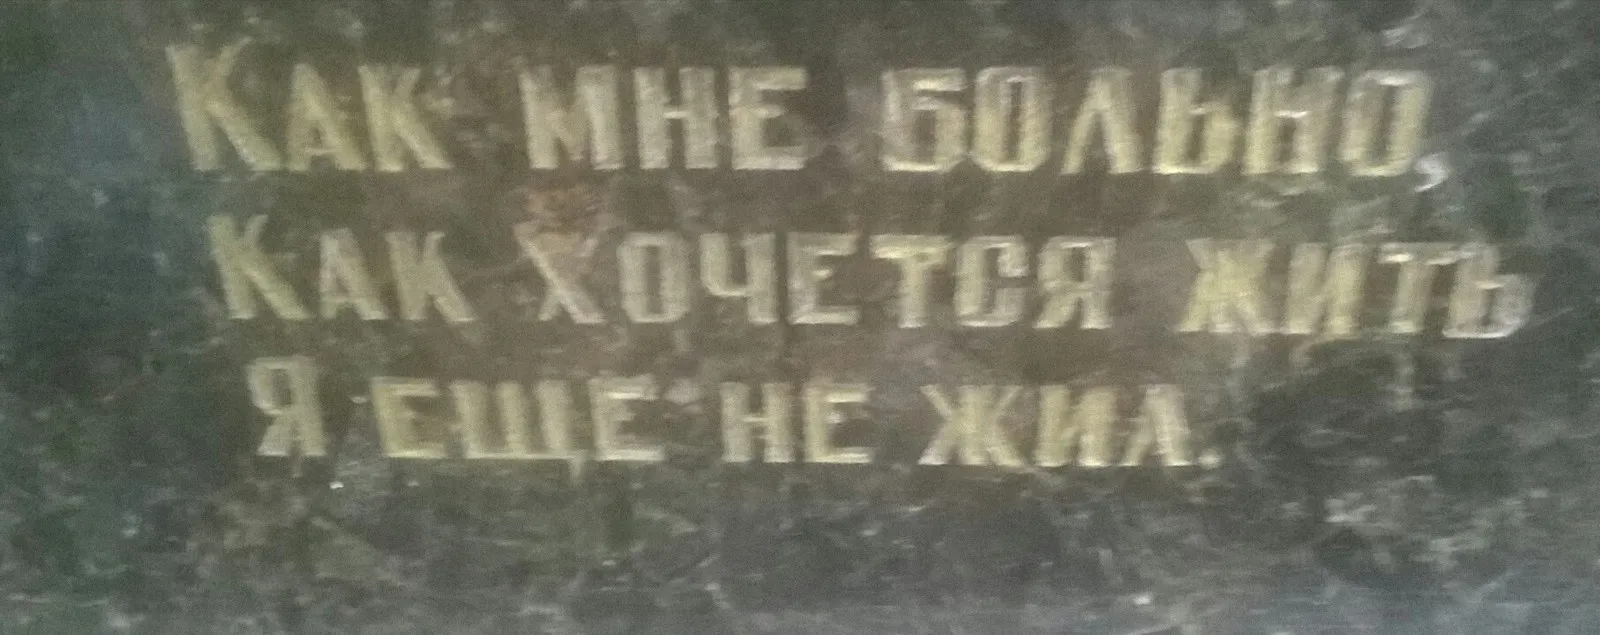 Как мне больно,
Как хочется жить
Я еще не жил.